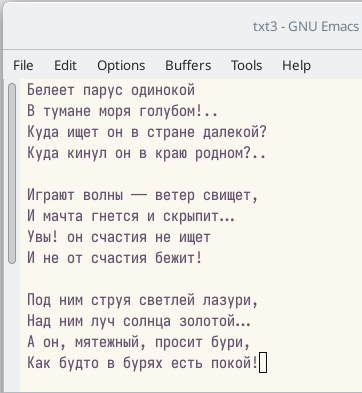 txt3 - GNU Emacs
File Edit Options Buffers Tools Help
Белеет парус одинокой
В тумане моря голубом!..
Куда ищет он в стране далекой?
Куда кинул он в краю родном?..

Играют волны — ветер свищет,
И мачта гнется и скрыпит…
Увы! он счастия не ищет
И не от счастия бежит!

Под ним струя светлей лазури,
Над ним луч солнца золотой…
А он, мятежный, просит бури,
Как будто в бурях есть покой!